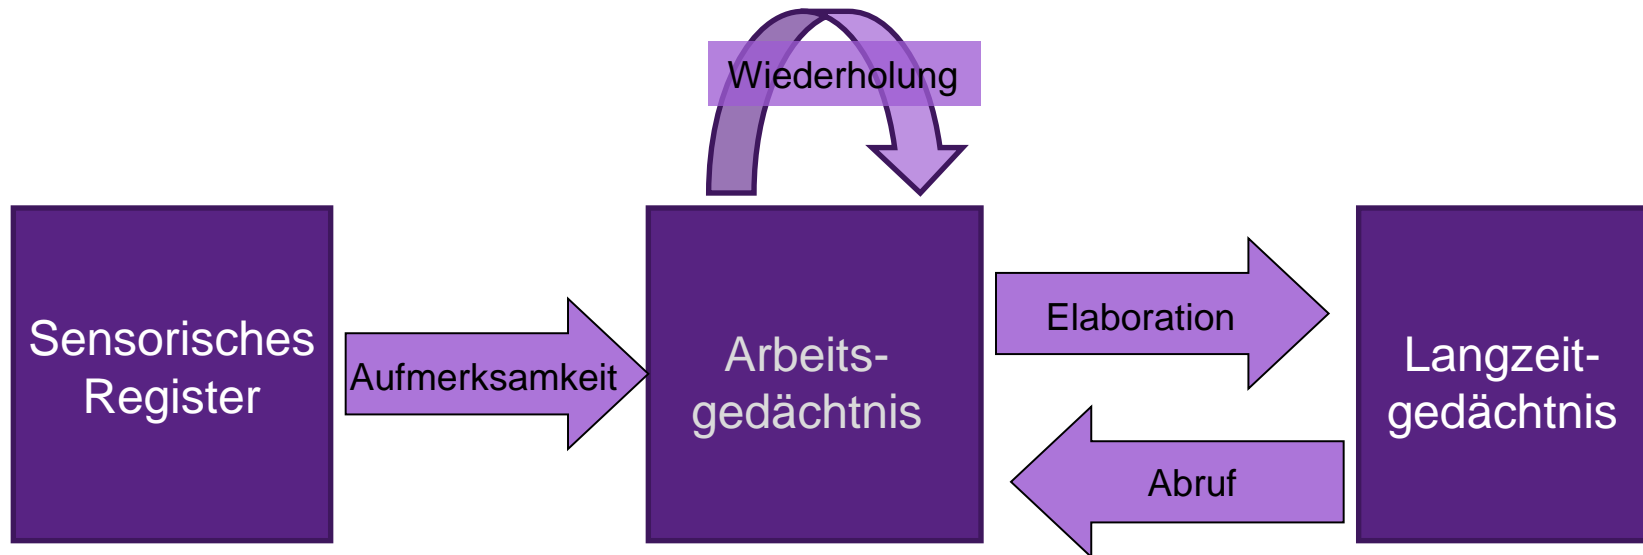 Wiederholung
Sensorisches
Register
Aufmerksamkeit
Arbeits-
gedächtnis
Elaboration
Abruf
Langzeit-
gedächtnis